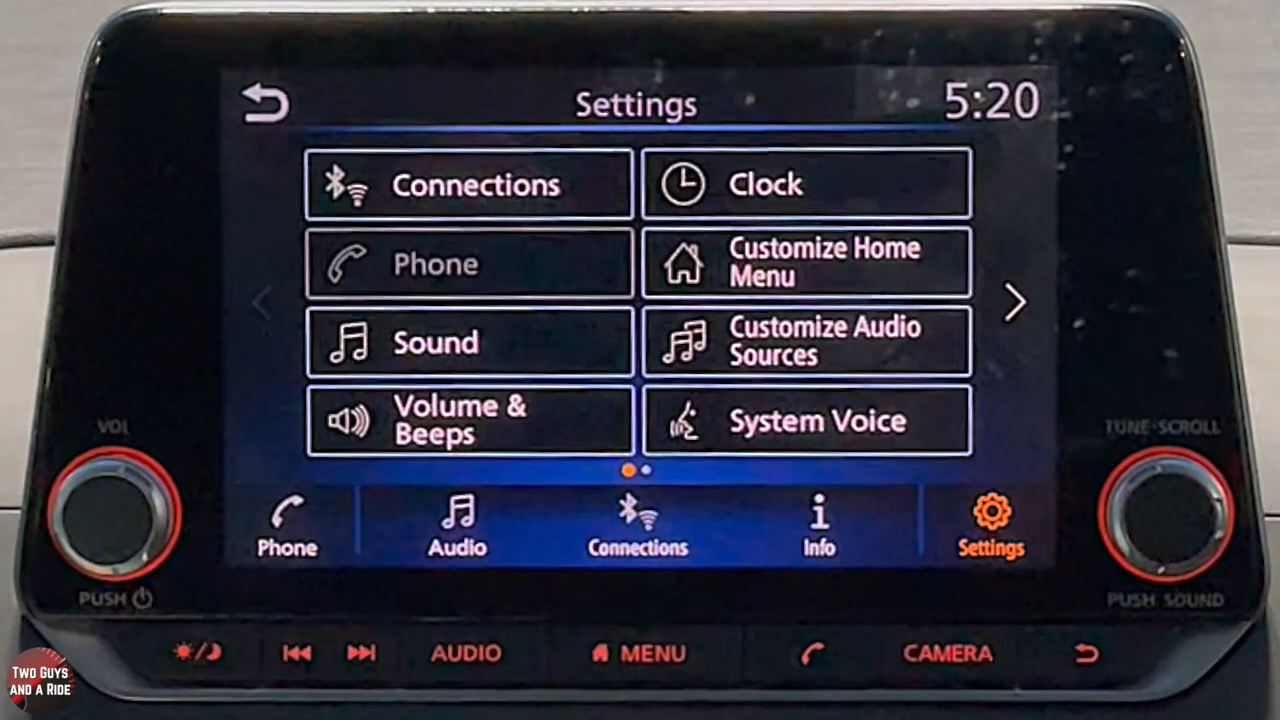 Settings
5:20
Connections
Clock
Phone
Customize Home
Menu
Sound
Customize Audio
Sources
Volume &
Beeps
System Voice
Phone
Audio
Connections
Info
Settings
VOL
PUSH
TUNE·SCROLL
PUSH SOUND
AUDIO
MENU
CAMERA
TWO GUYS
AND A RIDE